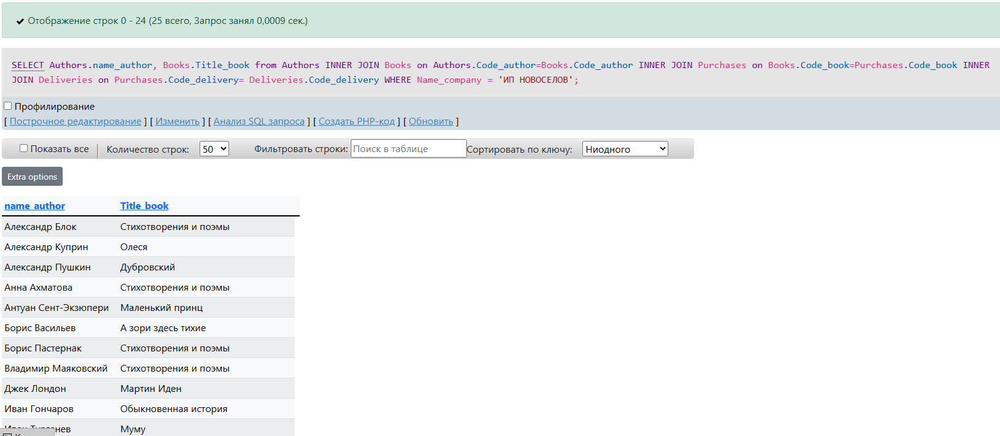 Отображение строк 0 - 24 (25 всего, Запрос занял 0,0009 сек.)
SELECT Authors.name_author, Books.Title_book from Authors INNER JOIN Books on Authors.Code_author=Books.Code_author INNER JOIN Purchases on Books.Code_book=Purchases.Code_book INNER
JOIN Deliveries on Purchases.Code_delivery= Deliveries.Code_delivery WHERE Name_company = 'ИП НОВОСЕЛОВ';
Профилирование
[ Построчное редактирование ] [ Изменить ] [ Анализ SQL запроса ] [ Создать PHP-код ] [ Обновить ]
Показать все Количество строк: 50 Фильтровать строки: Поиск в таблице Сортировать по ключу: Ниодного
Extra options
name_author Title_book
Александр Блок Стихотворения и поэмы
Александр Куприн Олеся
Александр Пушкин Дубровский
Анна Ахматова Стихотворения и поэмы
Антуан Сент-Экзюпери Маленький принц
Борис Васильев А зори здесь тихие
Борис Пастернак Стихотворения и поэмы
Владимир Маяковский Стихотворения и поэмы
Джек Лондон Мартин Иден
Иван Гончаров Обыкновенная история
Иван Тургенев Муму